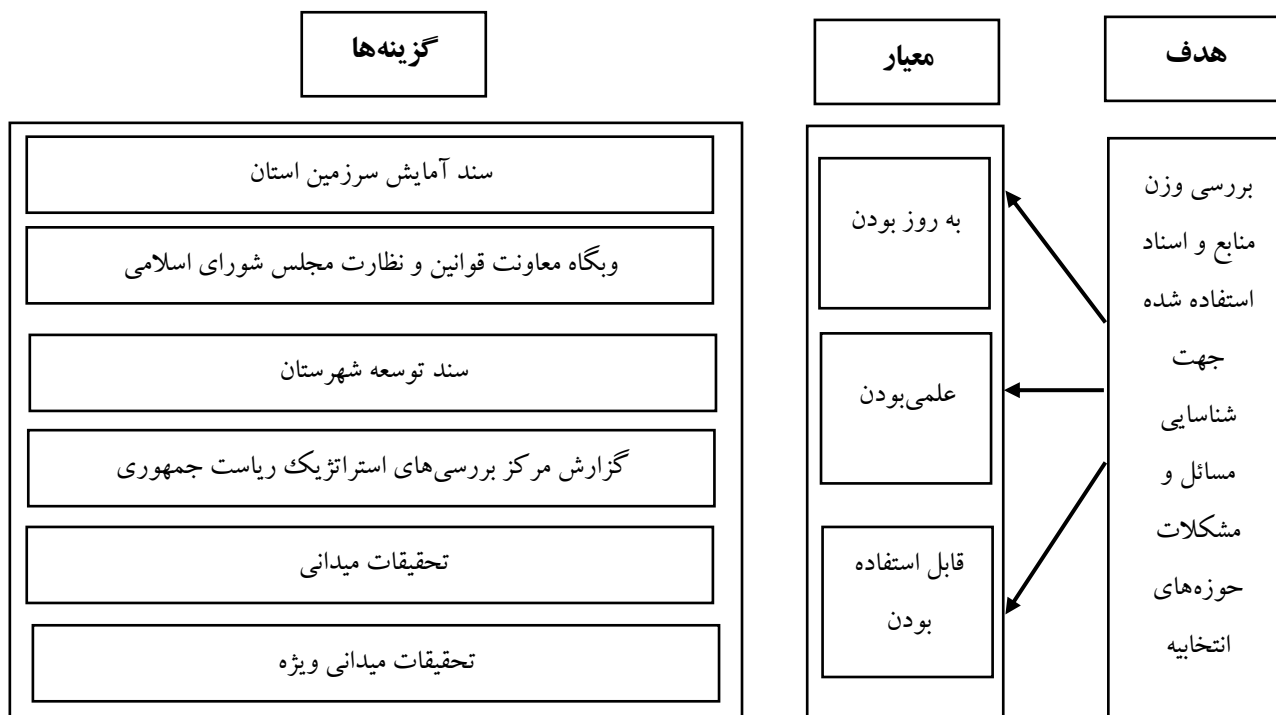 هدف
معیار
گزینه‌ها
بررسی وزن
منابع و اسناد
استفاده شده
جهت
شناسایی
مسائل و
مشکلات
حوزه‌های
انتخابیه
به روز بودن
علمی‌بودن
قابل استفاده
بودن
سند آمایش سرزمین استان
وبگاه معاونت قوانین و نظارت مجلس شورای اسلامی
سند توسعه شهرستان
گزارش مرکز بررسی‌های استراتژیک ریاست جمهوری
تحقیقات میدانی
تحقیقات میدانی ویژه